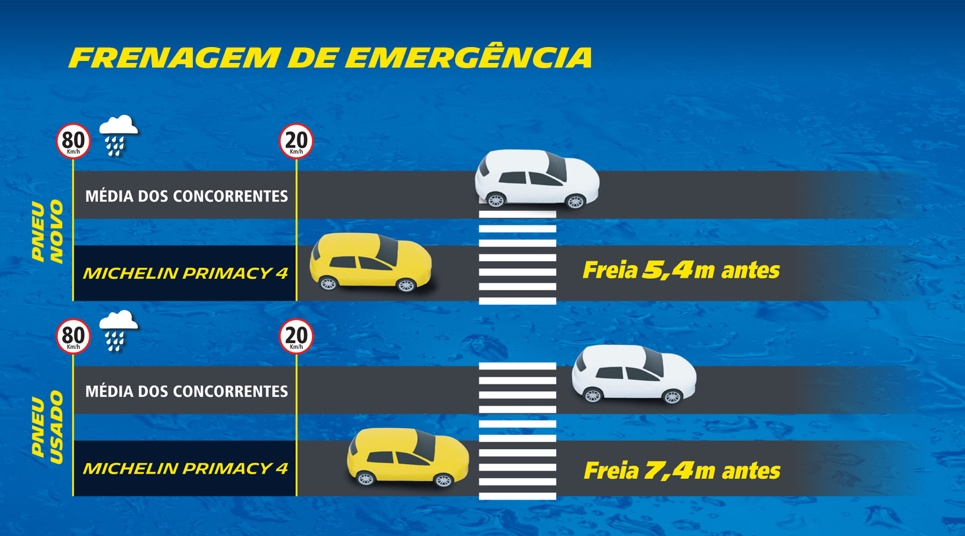 FRENAGEM DE EMERGÊNCIA
80
Km/h
20
Km/h
PNEU
NOVO
MÉDIA DOS CONCORRENTES
MICHELIN PRIMACY 4
Freia 5,4m antes
80
Km/h
20
Km/h
PNEU
USADO
MÉDIA DOS CONCORRENTES
MICHELIN PRIMACY 4
Freia 7,4m antes